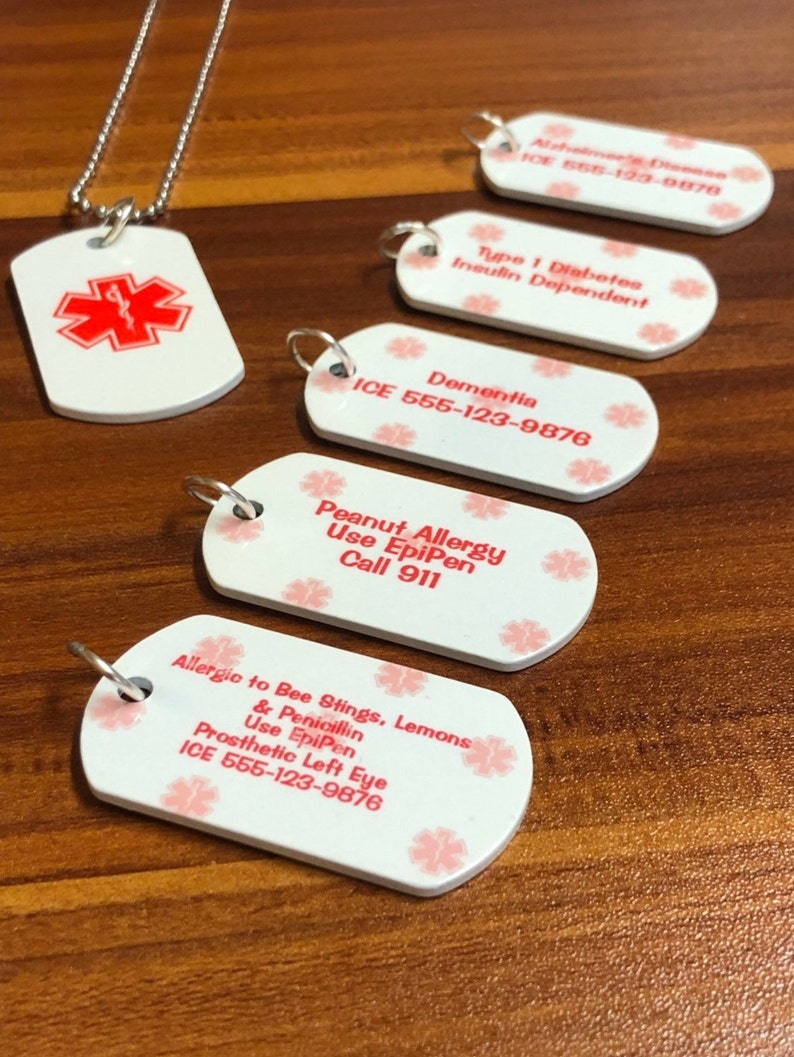 Alzheimer's Disease
ICE 555-123-9876
Type 1 Diabetes
Insulin Dependent
Dementia
ICE 555-123-9876
Peanut Allergy
Use EpiPen
Call 911
Allergic to Bee Stings, Lemons
& Penicillin
Use EpiPen
Prosthetic Left Eye
ICE 555-123-9876